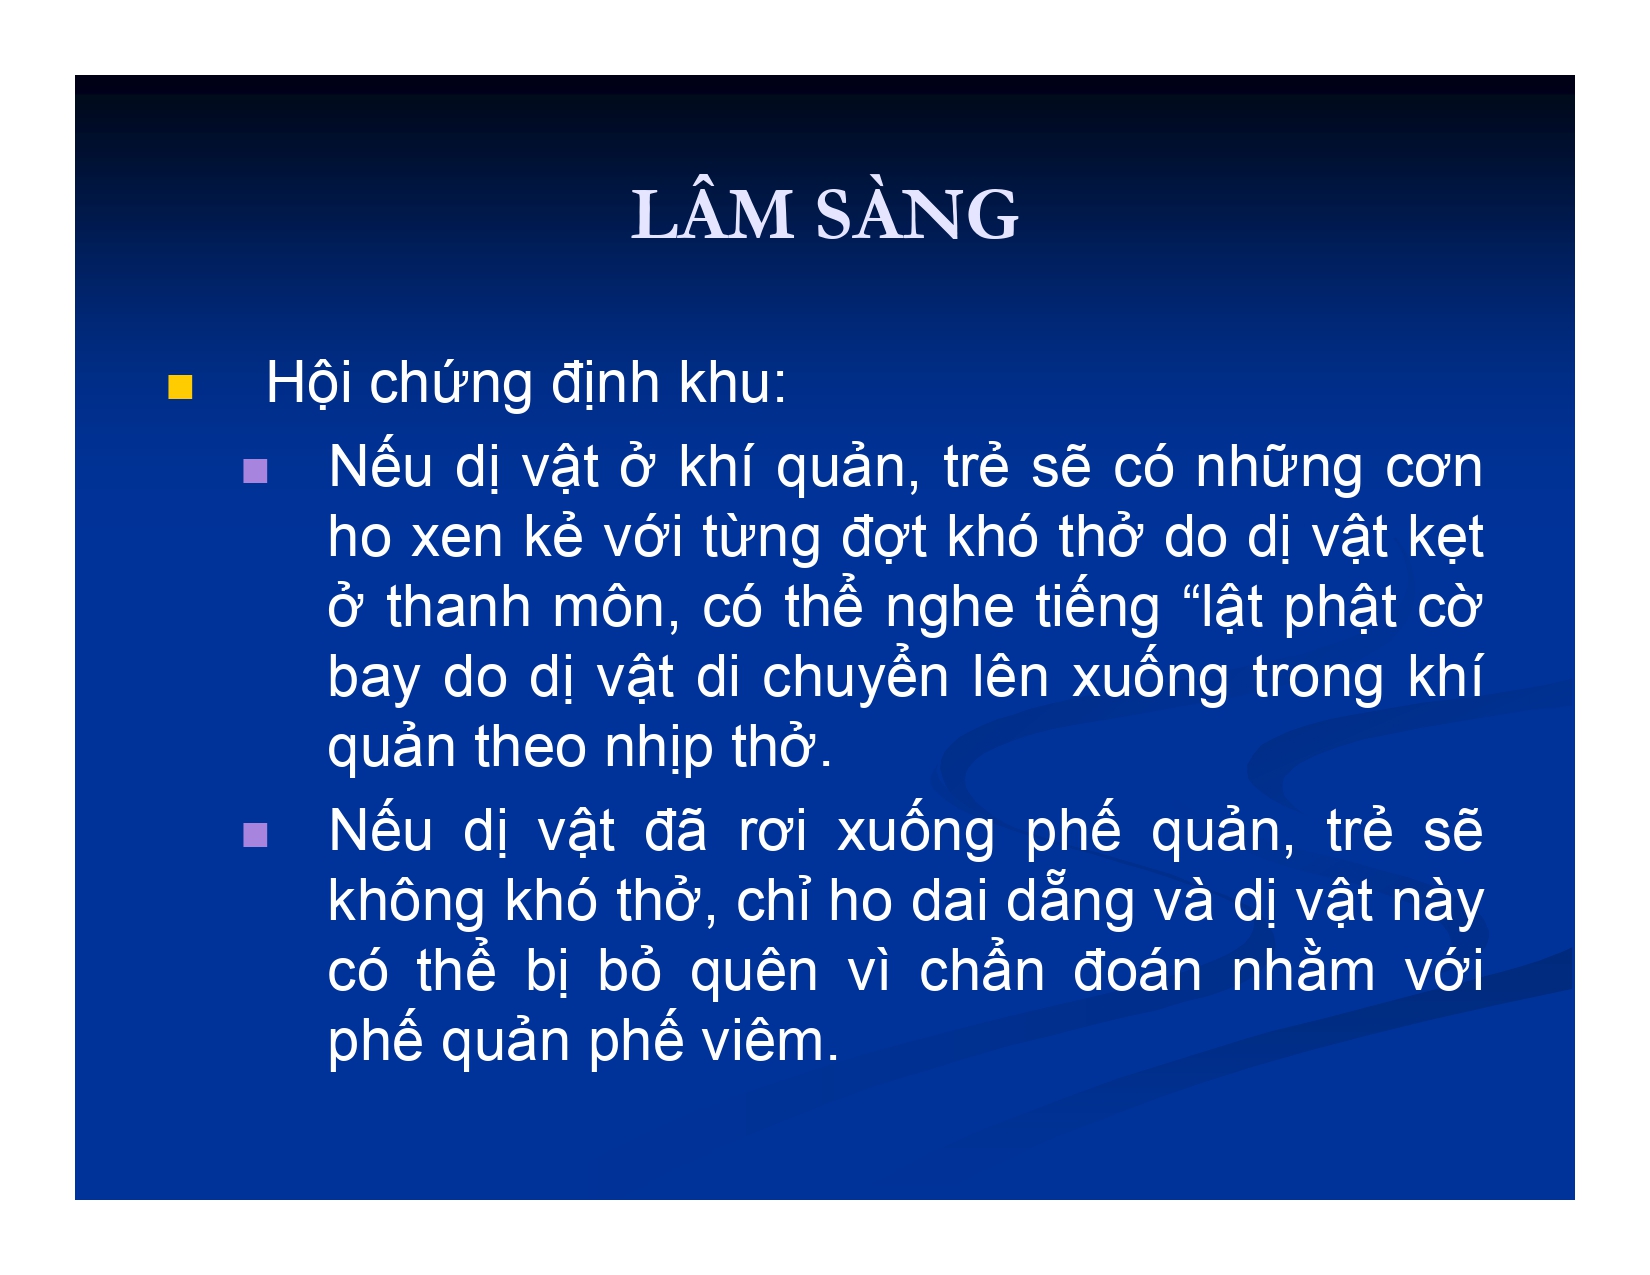 LÂM SÀNG
Hội chứng định khu:
Nếu dị vật ở khí quản, trẻ sẽ có những cơn
ho xen kẻ với từng đợt khó thở do dị vật kẹt
ở thanh môn, có thể nghe tiếng “lật phật cờ
bay do dị vật di chuyển lên xuống trong khí
quản theo nhịp thở.
Nếu dị vật đã rơi xuống phế quản, trẻ sẽ
không khó thở, chỉ ho dai dẵng và dị vật này
có thể bị bỏ quên vì chẩn đoán nhằm với
phế quản phế viêm.